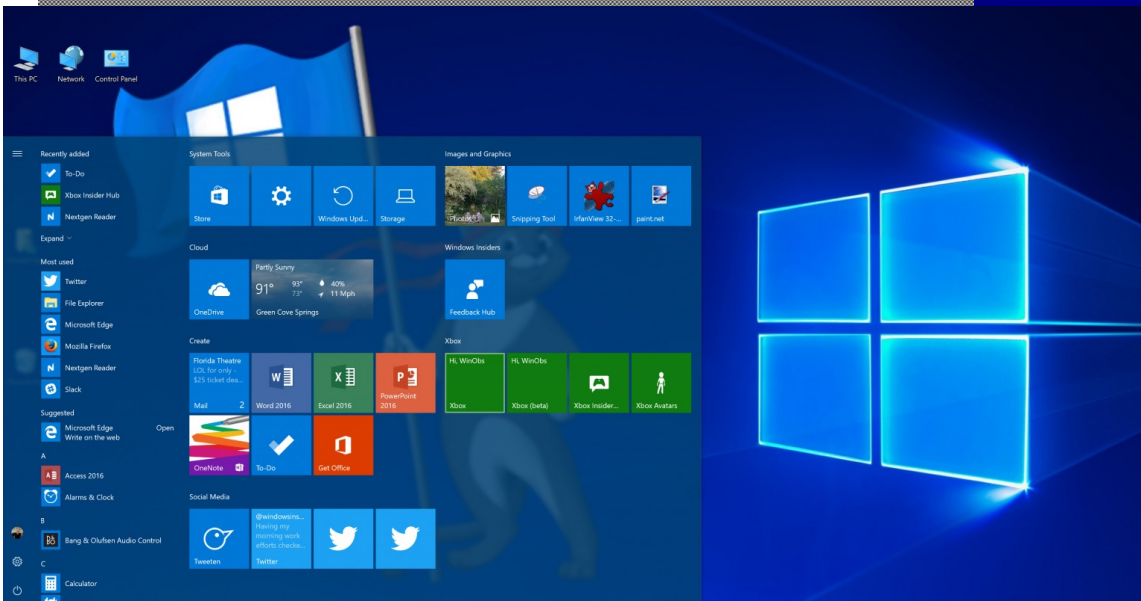 This PC
Network
Control Panel
Recently added
To-Do
Xbox Insider Hub
Nextgen Reader
Expand
Most used
Twitter
File Explorer
Microsoft Edge
Mozilla Firefox
Nextgen Reader
Slack
Suggested
Microsoft Edge
Open
Write on the web
A
Access 2016
Alarms & Clock
B
Bang & Olufsen Audio Control
C
Calculator
System Tools
Store
Windows Upd...
Storage
Cloud
OneDrive
Partly Sunny
91°
93°
73°
40%
11 Mph
Green Cove Springs
Create
Florida Theatre
LOL for only -
$25 ticket dea...
Mail 2
Word 2016
Excel 2016
PowerPoint
2016
OneNote
To-Do
Get Office
Social Media
Tweeten
@windowsins...
Having my
morning work
efforts checke...
Twitter
Images and Graphics
Photos
Snipping Tool
IrfanView 32-...
paint.net
Windows Insiders
Feedback Hub
Xbox
Hi, WinObs
Xbox
Hi, WinObs
Xbox (beta)
Xbox Insider...
Xbox Avatars